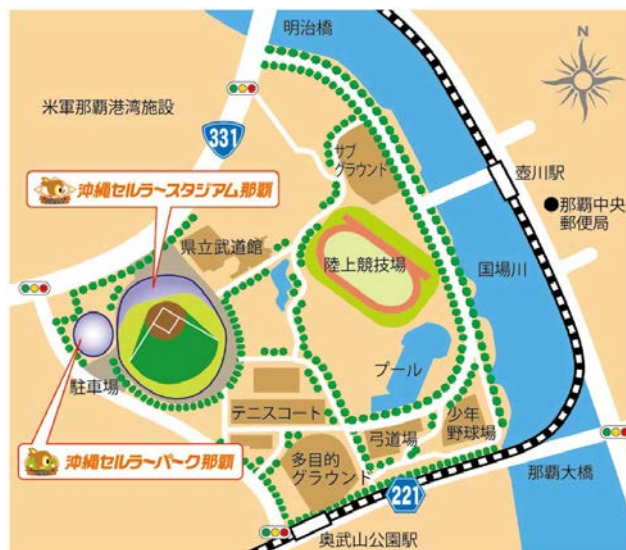 明治橋
N
米軍那覇港湾施設
331
サブ
グラウンド
壺川駅
沖縄セルラースタジアム那覇
那覇中央
郵便局
県立武道館
陸上競技場
国場川
駐車場
プール
テニスコート
少年
野球場
弓道場
沖縄セルラーパーク那覇
多目的
グラウンド
那覇大橋
221
奥武山公園駅